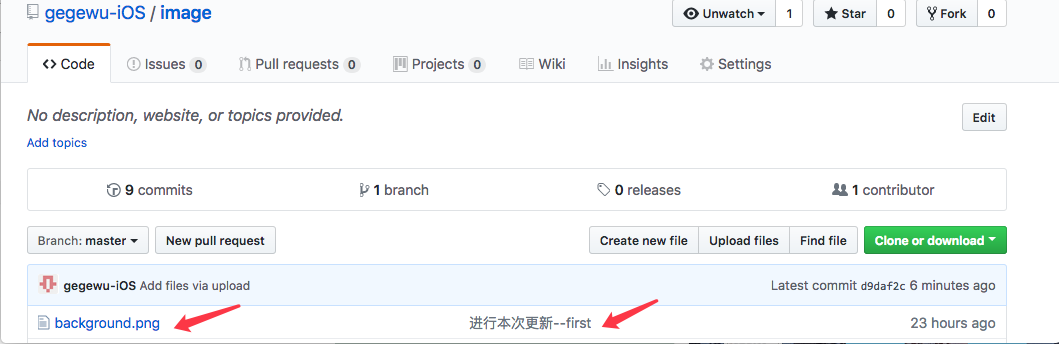 gegewu-iOS / image Unwatch 1 Star 0 Fork 0
Code Issues 0 Pull requests 0 Projects 0 Wiki Insights Settings
No description, website, or topics provided. Edit
Add topics
9 commits 1 branch 0 releases 1 contributor
Branch: master New pull request Create new file Upload files Find file Clone or download
gegewu-iOS Add files via upload Latest commit d9daf2c 6 minutes ago
background.png 进行本次更新--first 23 hours ago